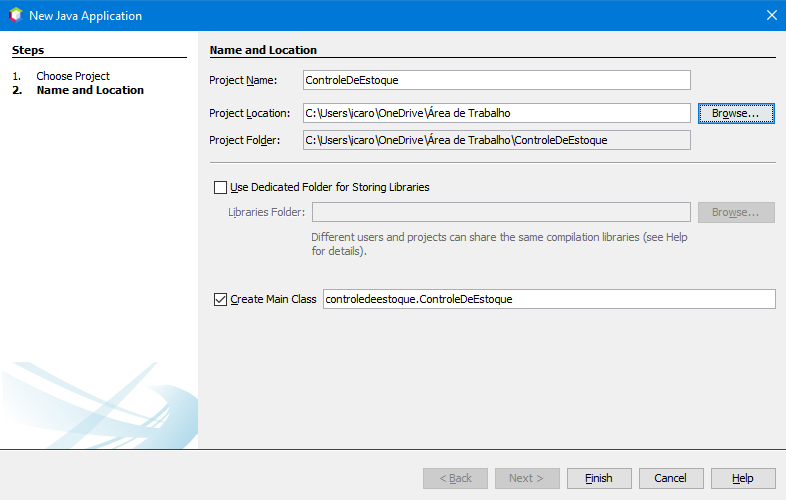 New Java Application
Steps
1. Choose Project
2. Name and Location
Name and Location
Project Name: ControleDeEstoque
Project Location: C:\Users\jcaro\OneDrive\Área de Trabalho Browse...
Project Folder: C:\Users\jcaro\OneDrive\Área de Trabalho\ControleDeEstoque
Use Dedicated Folder for Storing Libraries
Libraries Folder: Browse...
Different users and projects can share the same compilation libraries (see Help
for details).
Create Main Class controledeestoque.ControleDeEstoque
< Back Next > Finish Cancel Help